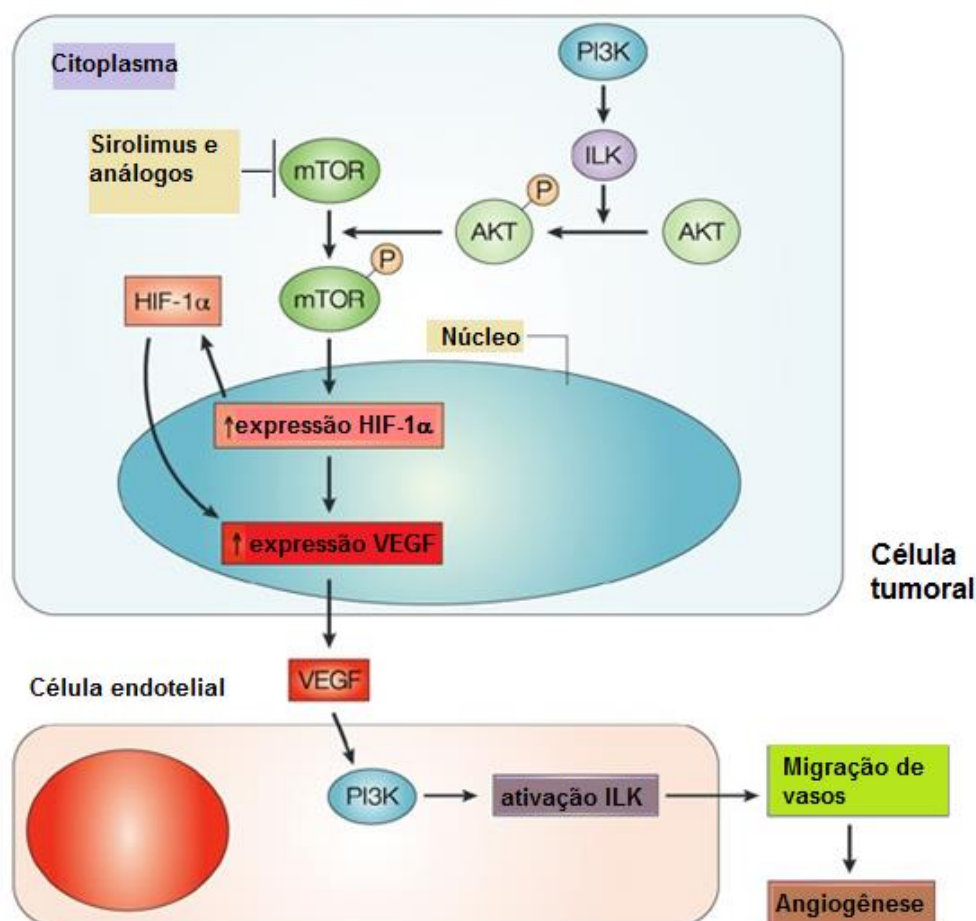 Citoplasma
PI3K
Sirolimus e
análogos
mTOR
ILK
P
AKT
AKT
P
HIF-1α
mTOR
Núcleo
↑expressão HIF-1α
↑ expressão VEGF
Célula
tumoral
Célula endotelial
VEGF
PI3K
ativação ILK
Migração de
vasos
Angiogênese